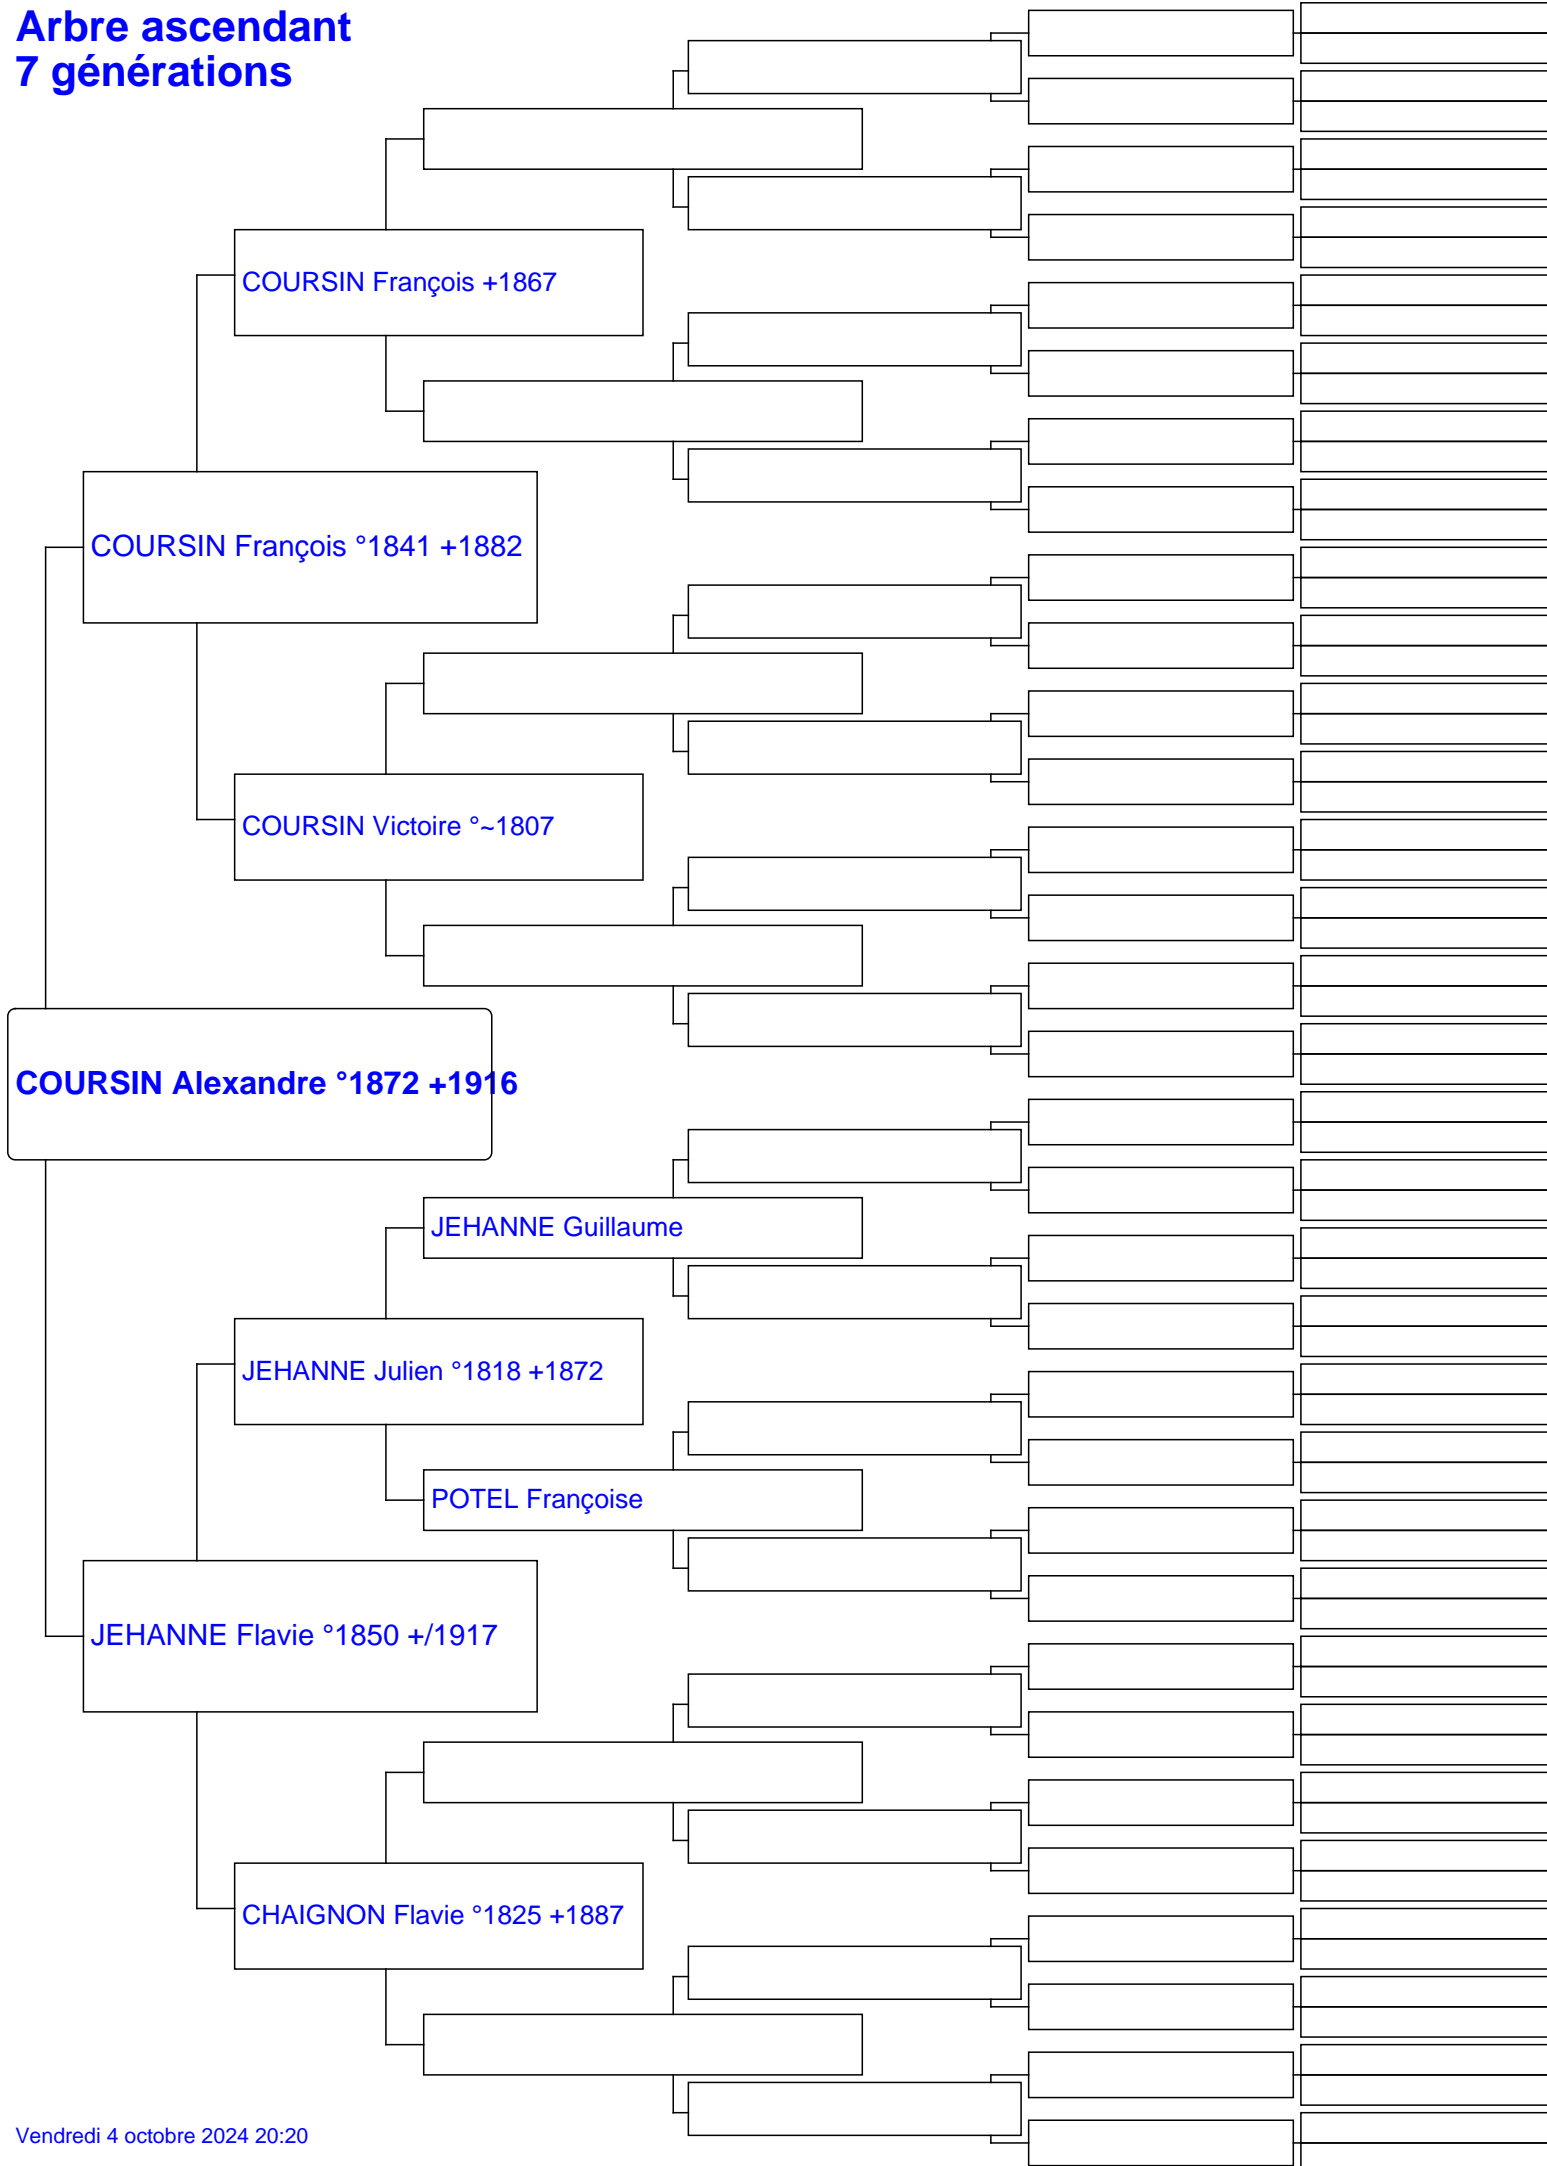 Arbre ascendant
7 générations
COURSIN François +1867
COURSIN François °1841 +1882
COURSIN Victoire °~1807
COURSIN Alexandre °1872 +1916
JEHANNE Guillaume
JEHANNE Julien °1818 +1872
POTEL Françoise
JEHANNE Flavie °1850 +/1917
CHAIGNON Flavie °1825 +1887
Vendredi 4 octobre 2024 20:20